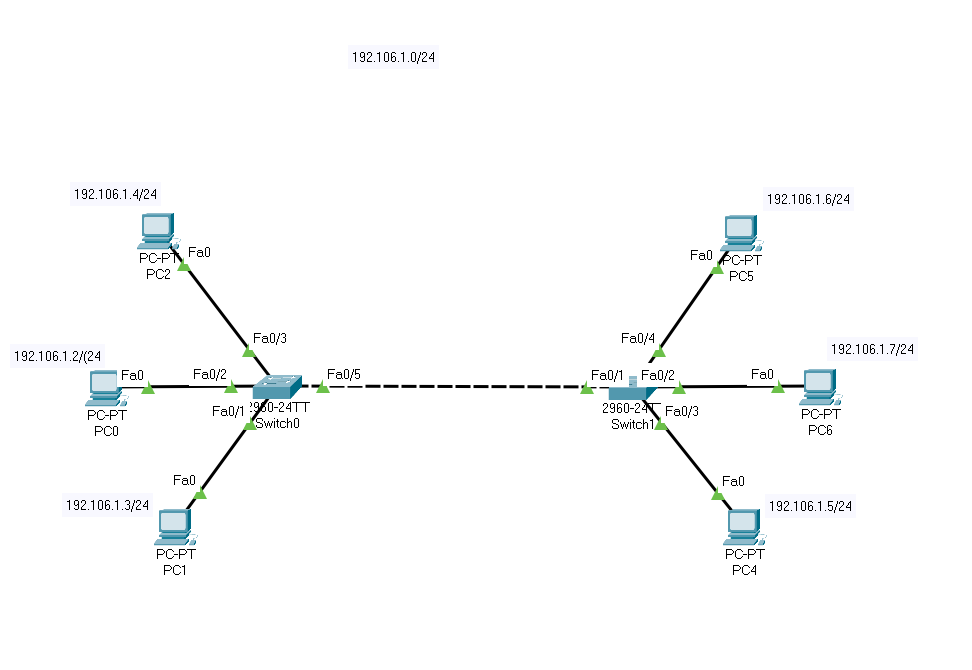 192.106.1.0/24
192.106.1.4/24
192.106.1.6/24
Fa0
PC-PT
PC2
Fa0
PC-PT
PC5
Fa0/3
Fa0/4
192.106.1.2/(24
192.106.1.7/24
Fa0
Fa0/2
Fa0/5
Fa0/1
Fa0/2
Fa0
PC-PT
PC0
Fa0/1
2960-24TT
Switch0
2960-24TT
Switch1
Fa0/3
PC-PT
PC6
Fa0
Fa0
192.106.1.3/24
192.106.1.5/24
PC-PT
PC1
PC-PT
PC4